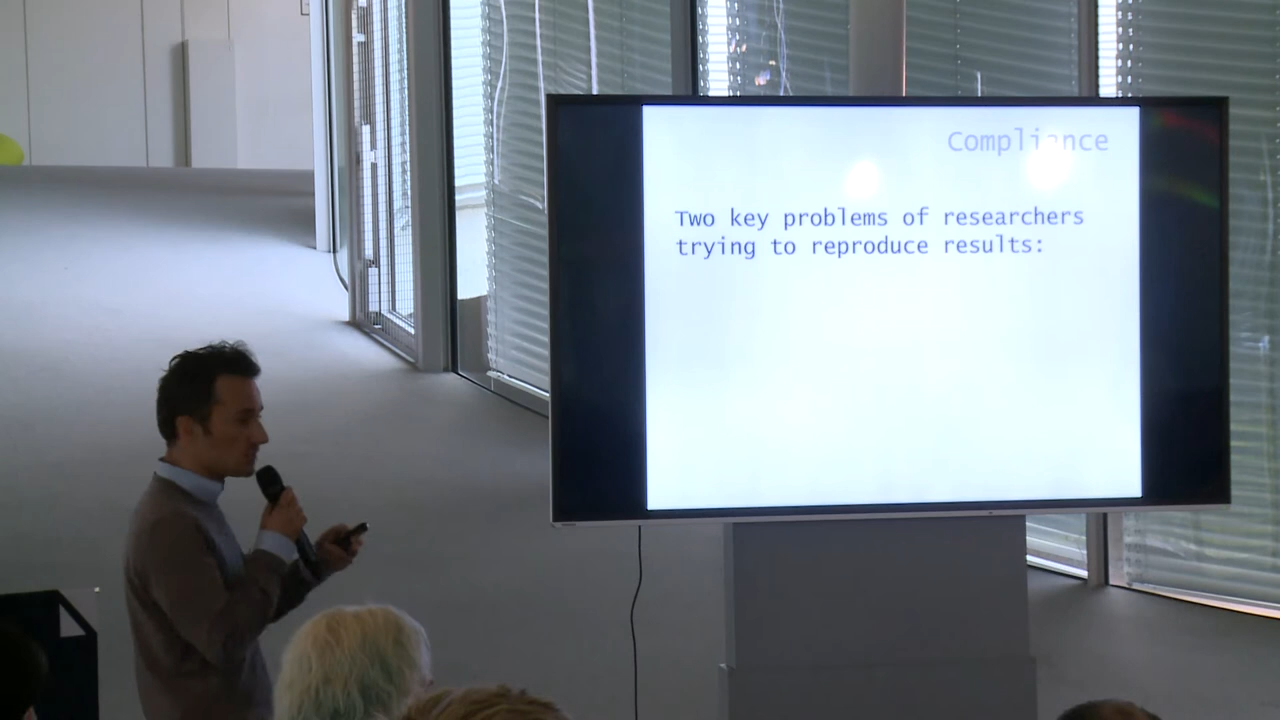 Compliance
Two key problems of researchers
trying to reproduce results: